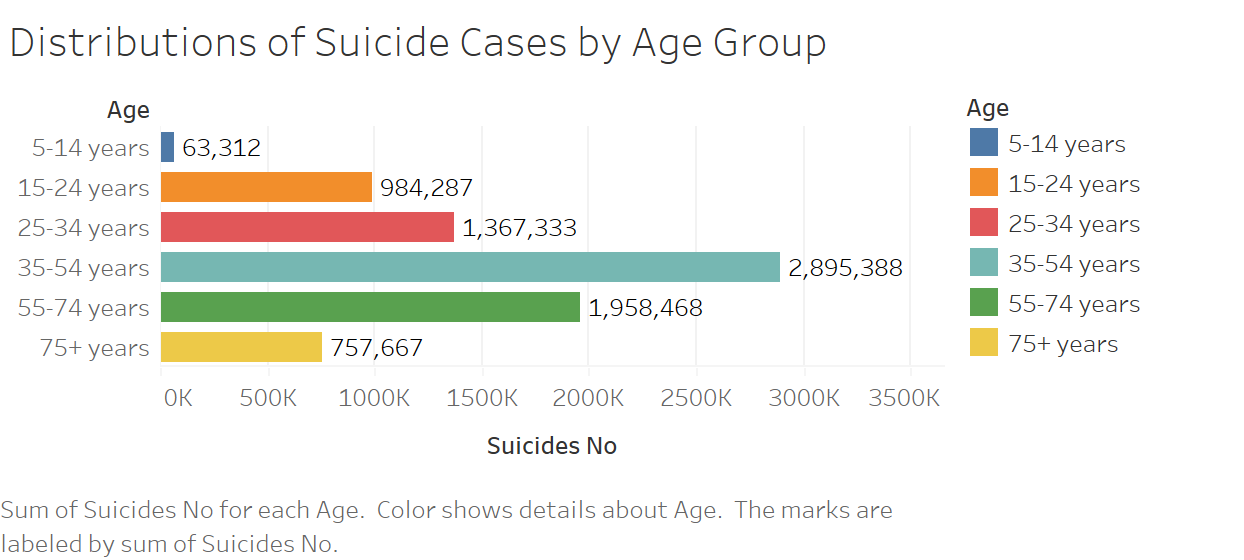 Distributions of Suicide Cases by Age Group
Age
5-14 years 63,312
15-24 years 984,287
25-34 years 1,367,333
35-54 years 2,895,388
55-74 years 1,958,468
75+ years 757,667
0K 500K 1000K 1500K 2000K 2500K 3000K 3500K
Suicides No
Age
5-14 years
15-24 years
25-34 years
35-54 years
55-74 years
75+ years
Sum of Suicides No for each Age.  Color shows details about Age.  The marks are
labeled by sum of Suicides No.